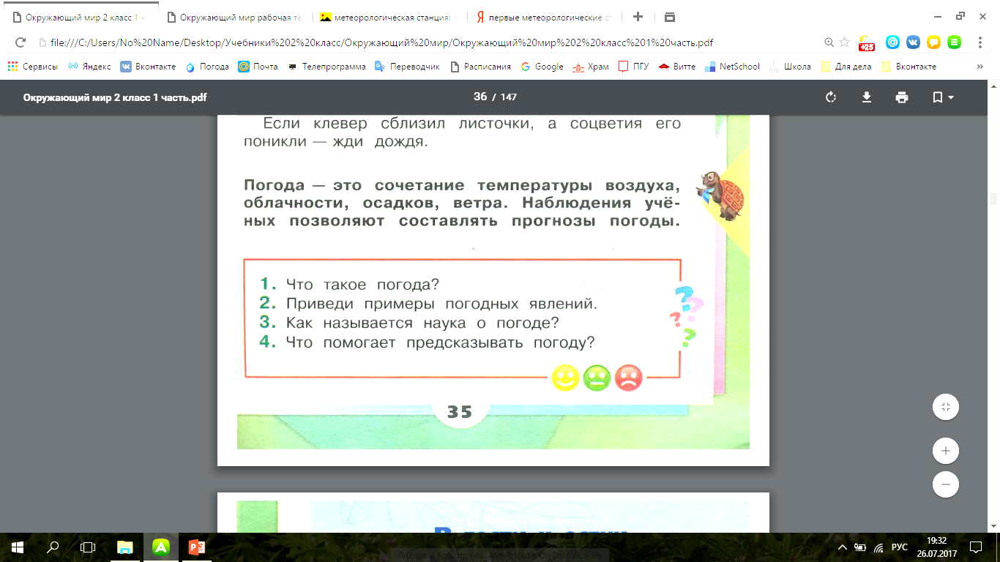 Окружающий мир 2 класс 1 ч
Окружающий мир рабочая те
метеорологическая станция:
первые метеорологические ст
file:///C:/Users/No%20Name/Desktop/Учебники%202%20класс/Окружающий%20мир/Окружающий%20мир%202%20класс%201%20часть.pdf
+25
Сервисы Яндекс Вконтакте Погода Почта Телепрограмма Переводчик Расписания Google Храм ПГУ Витте NetSchool Школа Для дела Вконтакте »
Окружающий мир 2 класс 1 часть.pdf
36 / 147
Если клевер сблизил листочки, а соцветия его
поникли — жди дождя.
Погода — это сочетание температуры воздуха,
облачности, осадков, ветра. Наблюдения учё-
ных позволяют составлять прогнозы погоды.
1. Что такое погода?
2. Приведи примеры погодных явлений.
3. Как называется наука о погоде?
4. Что помогает предсказывать погоду?
35
РУС
19:32
26.07.2017